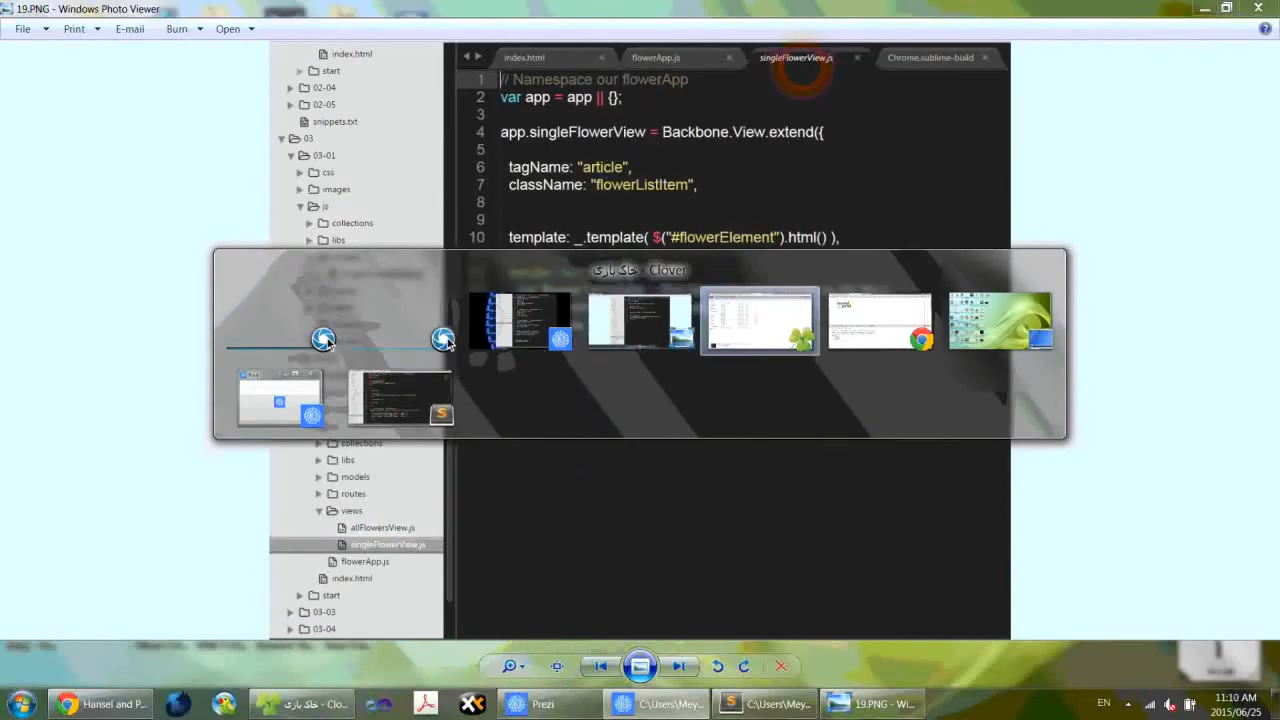 19.PNG - Windows Photo Viewer
File Print E-mail Burn Open
index.html
start
02-04
02-05
snippets.txt
03
03-01
css
images
js
collections
libs
index.html flowerApp.js singleFlowerView.js Chrome.sublime-build
1 // Namespace our flowerApp
2 var app = app || {};
3
4 app.singleFlowerView = Backbone.View.extend({
5
6 tagName: "article",
7 className: "flowerListItem",
8
9
10 template: _.template( $("#flowerElement").html() ),
خاک بازی - Clover
collections
libs
models
routes
views
allFlowersView.js
singleFlowerView.js
flowerApp.js
index.html
start
03-03
03-04
Hansel and P... خاک بازی - Clo... Prezi C:\Users\Mey... C:\Users\Mey... 19.PNG - Wi... EN 11:10 AM
2015/06/25